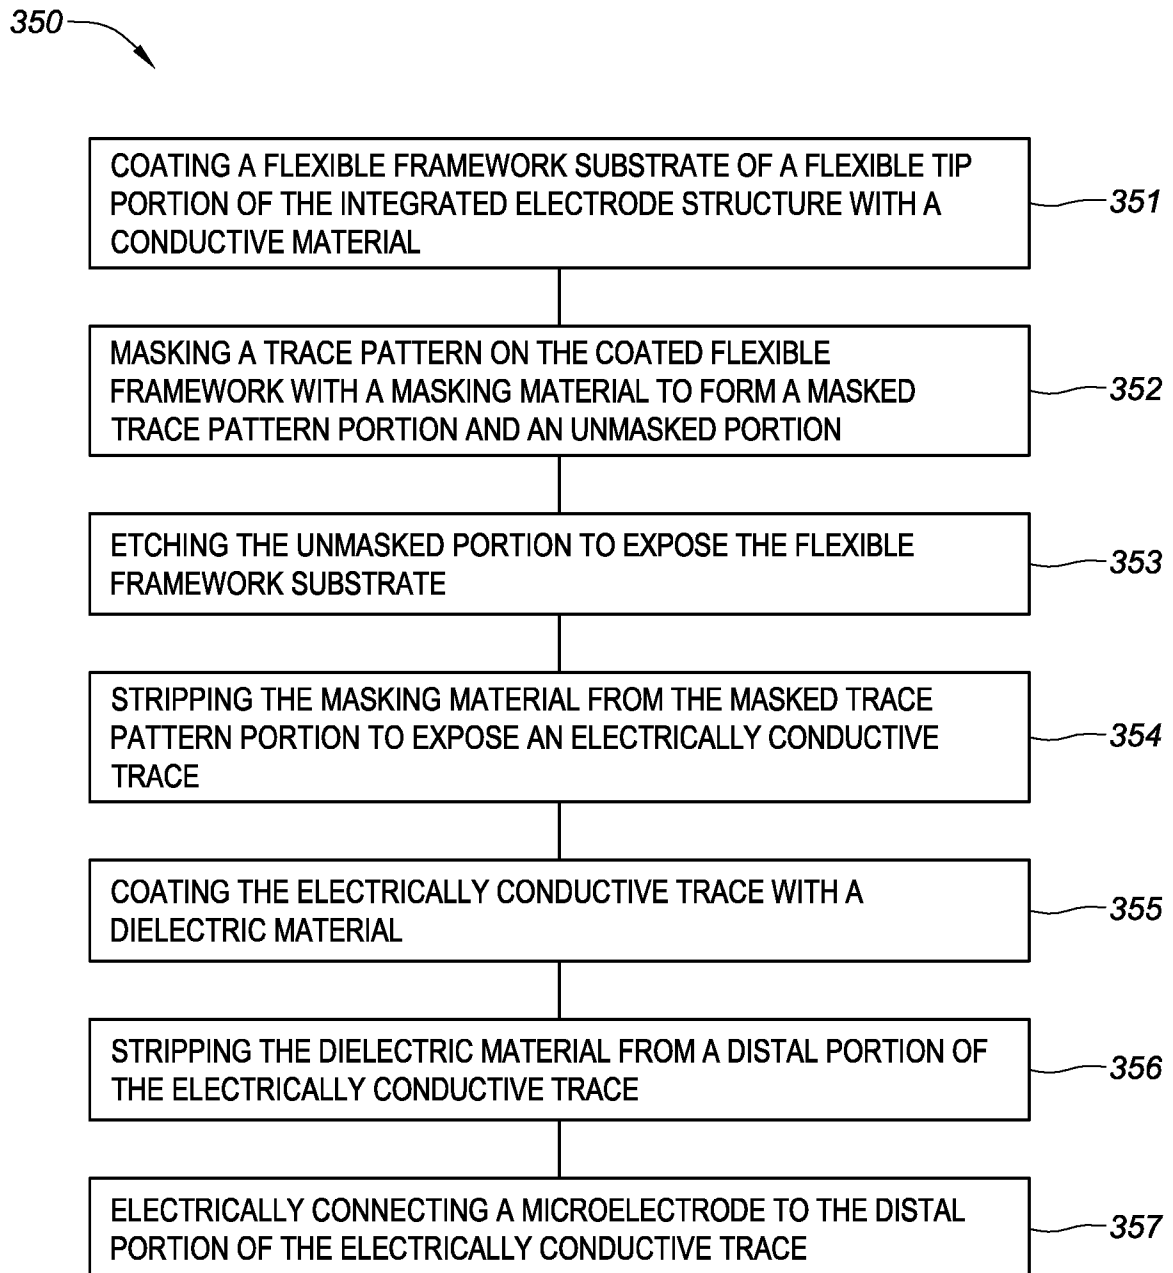 350
COATING A FLEXIBLE FRAMEWORK SUBSTRATE OF A FLEXIBLE TIP
PORTION OF THE INTEGRATED ELECTRODE STRUCTURE WITH A
CONDUCTIVE MATERIAL
351
MASKING A TRACE PATTERN ON THE COATED FLEXIBLE
FRAMEWORK WITH A MASKING MATERIAL TO FORM A MASKED
TRACE PATTERN PORTION AND AN UNMASKED PORTION
352
ETCHING THE UNMASKED PORTION TO EXPOSE THE FLEXIBLE
FRAMEWORK SUBSTRATE
353
STRIPPING THE MASKING MATERIAL FROM THE MASKED TRACE
PATTERN PORTION TO EXPOSE AN ELECTRICALLY CONDUCTIVE
TRACE
354
COATING THE ELECTRICALLY CONDUCTIVE TRACE WITH A
DIELECTRIC MATERIAL
355
STRIPPING THE DIELECTRIC MATERIAL FROM A DISTAL PORTION OF
THE ELECTRICALLY CONDUCTIVE TRACE
356
ELECTRICALLY CONNECTING A MICROELECTRODE TO THE DISTAL
PORTION OF THE ELECTRICALLY CONDUCTIVE TRACE
357